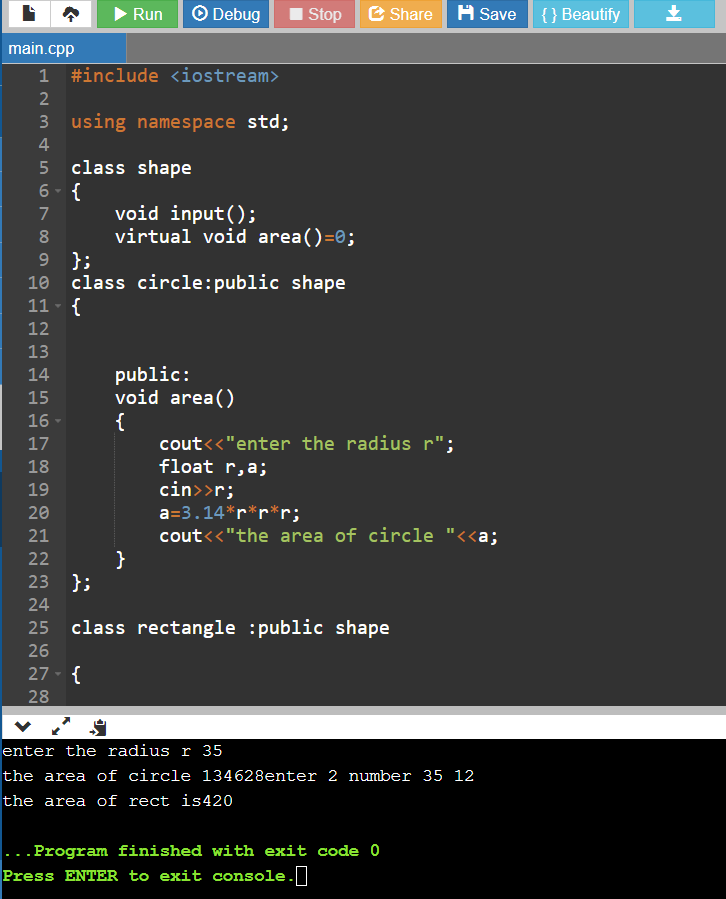 Run Debug Stop Share Save { } Beautify
main.cpp
1 #include <iostream>
2
3 using namespace std;
4
5 class shape
6 {
7 void input();
8 virtual void area()=0;
9 };
10 class circle:public shape
11 {
12
13
14 public:
15 void area()
16 {
17 cout<<"enter the radius r";
18 float r,a;
19 cin>>r;
20 a=3.14*r*r*r;
21 cout<<"the area of circle "<<a;
22 }
23 };
24
25 class rectangle :public shape
26
27 {
28
enter the radius r 35
the area of circle 134628enter 2 number 35 12
the area of rect is420
...Program finished with exit code 0
Press ENTER to exit console.